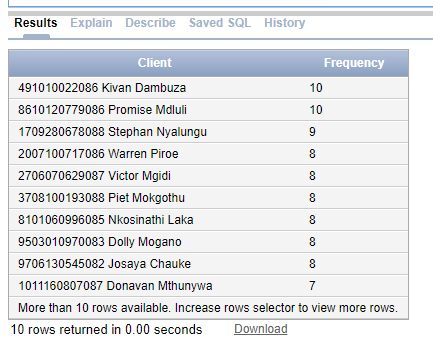 Results Explain Describe Saved SQL History
Client Frequency
491010022086 Kivan Dambuza 10
8610120779086 Promise Mdluli 10
1709280678088 Stephan Nyalungu 9
2007100717086 Warren Piroe 8
2706070629087 Victor Mgidi 8
3708100193088 Piet Mokgothu 8
8101060996085 Nkosinathi Laka 8
9503010970083 Dolly Mogano 8
9706130545082 Josaya Chauke 8
1011160807087 Donavan Mthunywa 7
More than 10 rows available. Increase rows selector to view more rows.
10 rows returned in 0.00 seconds Download